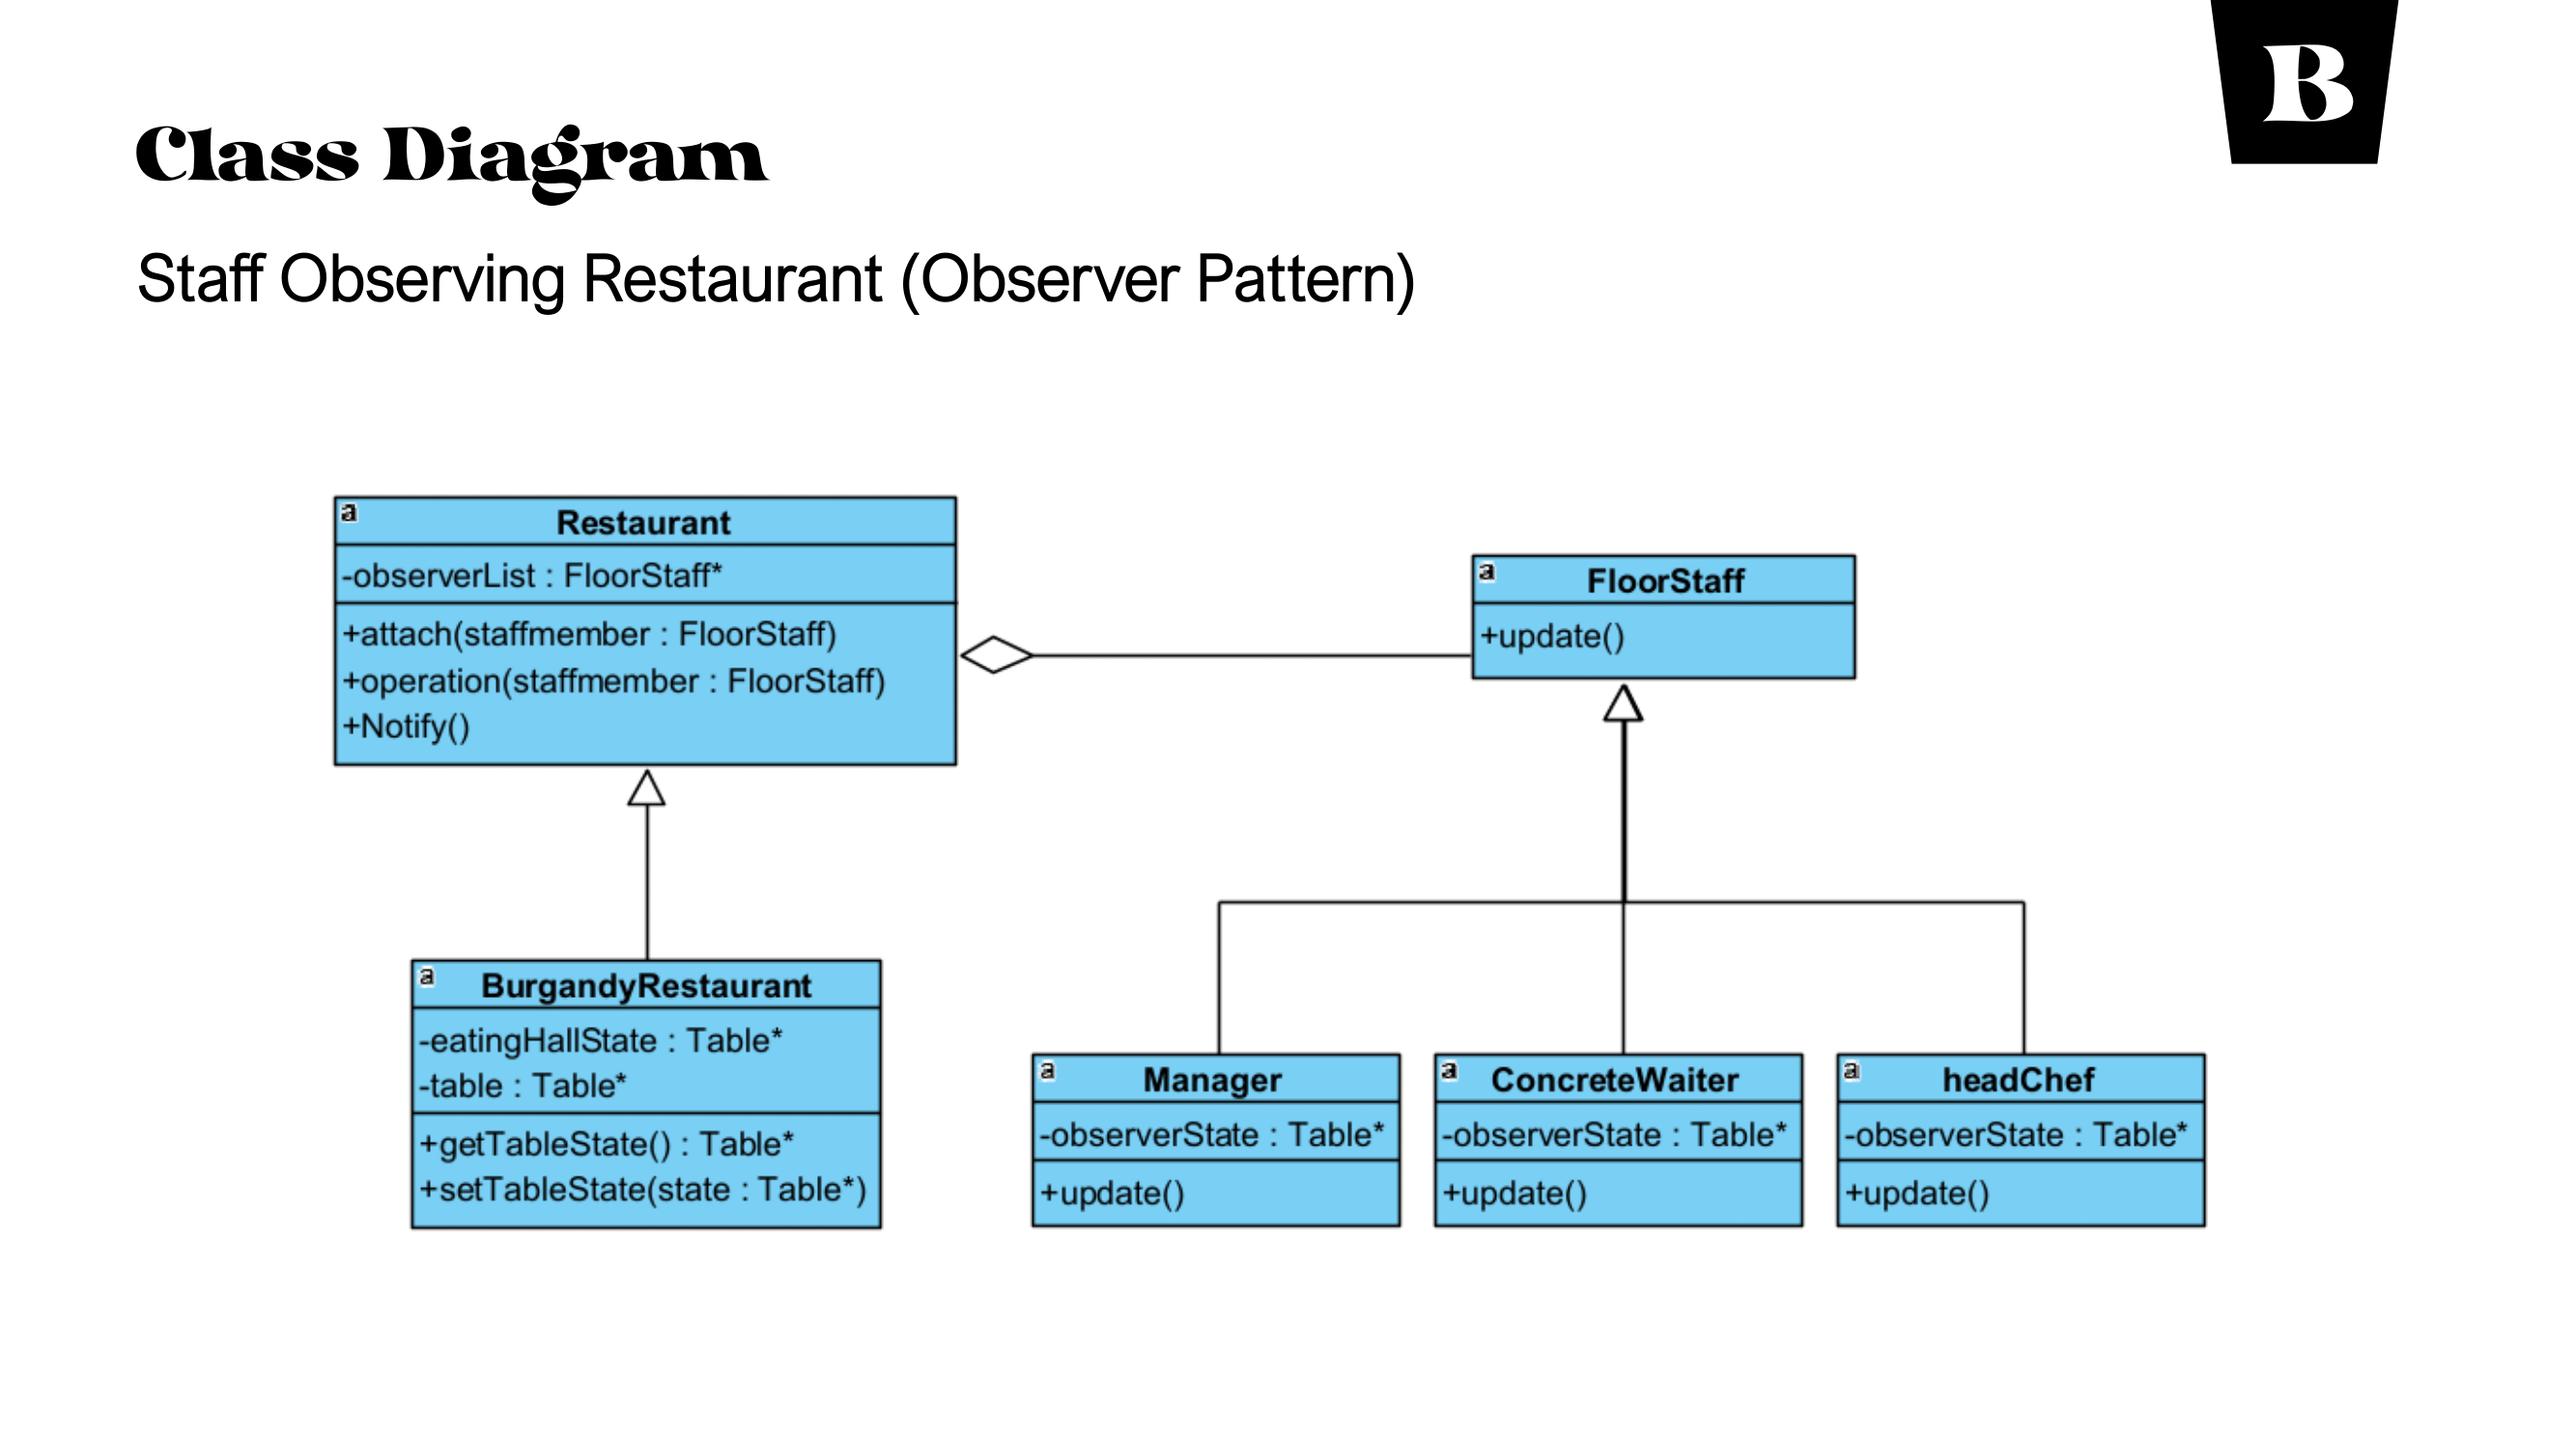 B
Class Diagram
Staff Observing Restaurant (Observer Pattern)
a
Restaurant
-observerList : FloorStaff*
+attach(staffmember : FloorStaff)
+operation(staffmember : FloorStaff)
+Notify()
a
FloorStaff
+update()
a
BurgandyRestaurant
-eatingHallState : Table*
-table : Table*
+getTableState() : Table*
+setTableState(state : Table*)
a
Manager
-observerState : Table*
+update()
a
ConcreteWaiter
-observerState : Table*
+update()
a
headChef
-observerState : Table*
+update()